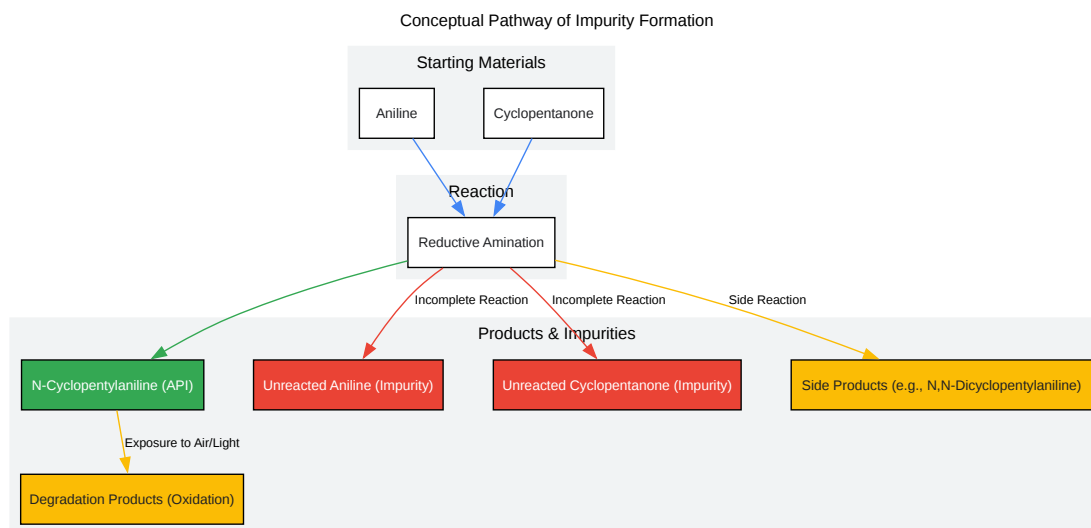 Conceptual Pathway of Impurity Formation
Starting Materials
Aniline
Cyclopentanone
Reaction
Reductive Amination
Incomplete Reaction
Incomplete Reaction
Side Reaction
Products & Impurities
N-Cyclopentylaniline (API)
Unreacted Aniline (Impurity)
Unreacted Cyclopentanone (Impurity)
Side Products (e.g., N,N-Dicyclopentylaniline)
Exposure to Air/Light
Degradation Products (Oxidation)